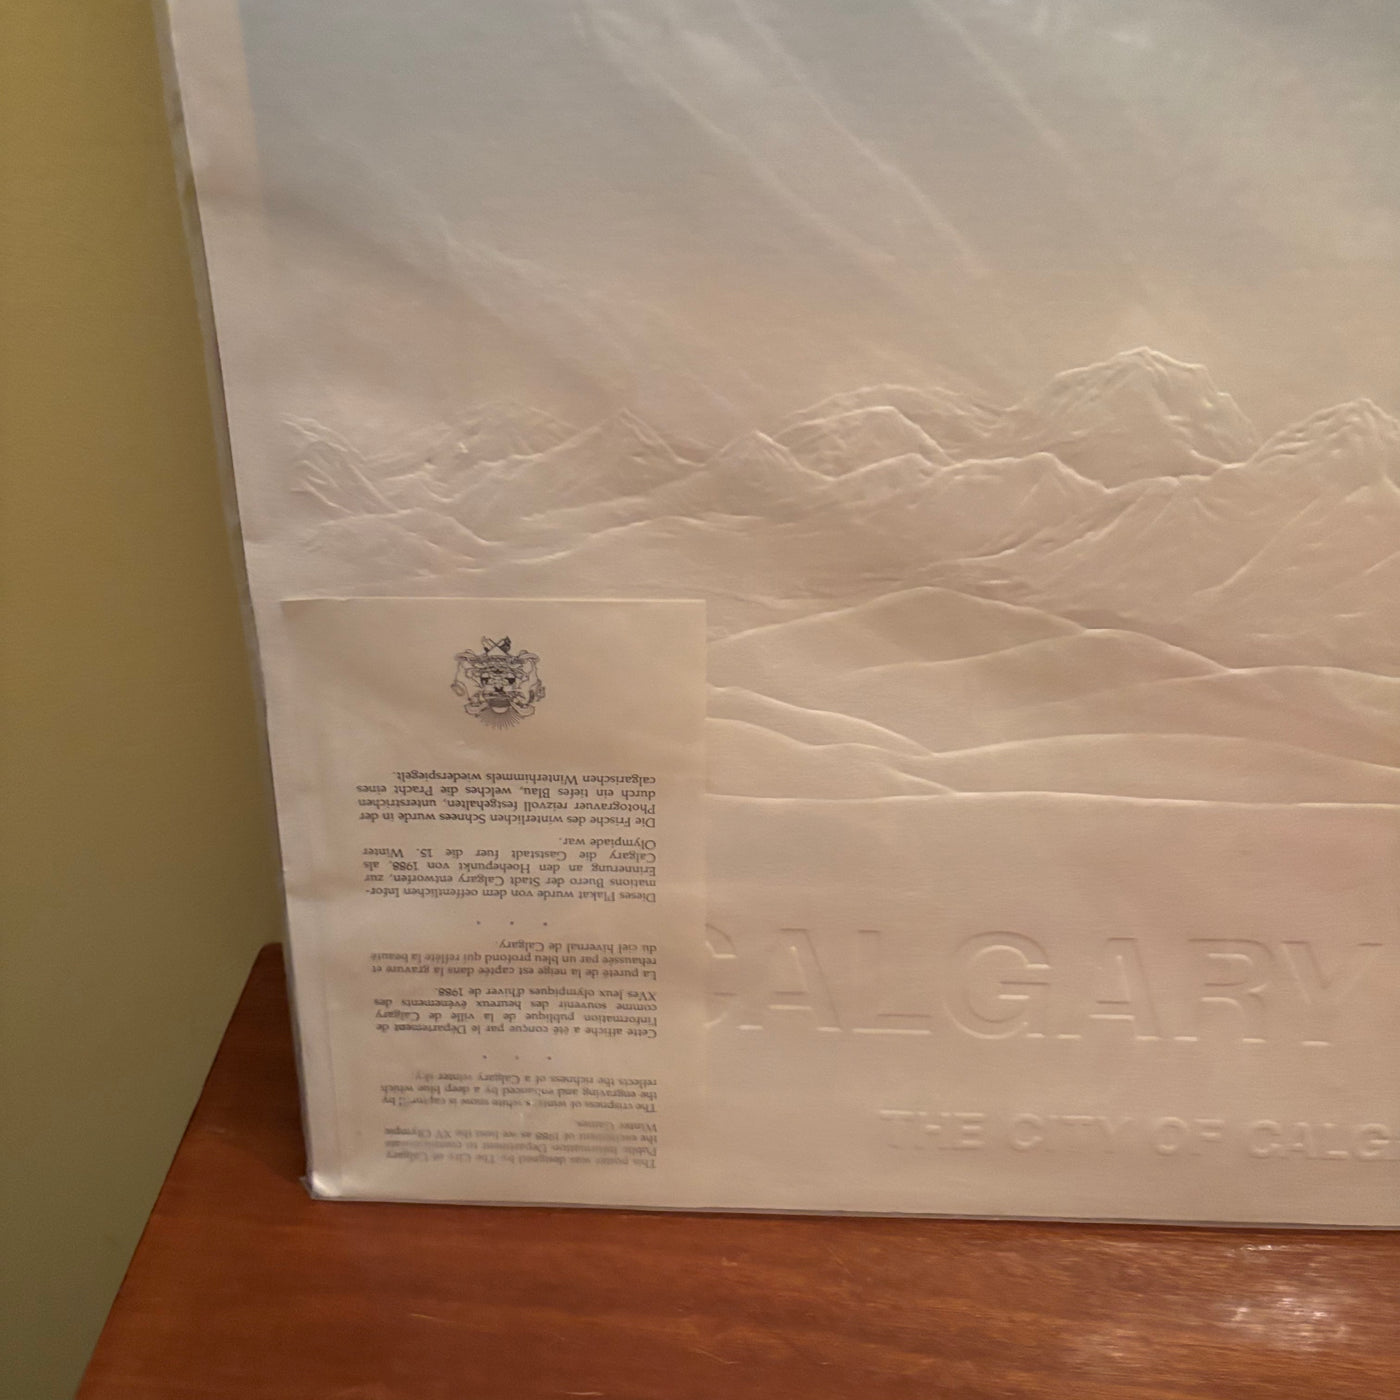 This poster was designed by The City of Calgary
Public Information Department to commemorate
the excitement of 1988 as we host the XV Olympic
Winter Games.
The crispness of winter's white snow is captured by
the engraving and enhanced by a deep blue which
reflects the richness of a Calgary winter sky.
Cette affiche a été conçue par le Département de
l'information publique de la ville de Calgary
comme souvenir des heureux événements des
XVes Jeux olympiques d'hiver de 1988.
La pureté de la neige est captée dans la gravure et
rehaussée par un bleu profond qui reflète la beauté
du ciel hivernal de Calgary.
Dieses Plakat wurde von dem oeffentlichen Infor-
mations Buero der Stadt Calgary entworfen, zur
Erinnerung an den Hoehepunkt von 1988, als
Calgary die Gaststadt fuer die 15. Winter
Olympiade war.
Die Frische des winterlichen Schnees wurde in der
Photogravuer reizvoll festgehalten, unterstrichen
durch ein tiefes Blau, welches die Pracht eines
calgarischen Winterhimmels wiederspiegelt.
CALGARY
THE CITY OF CALG